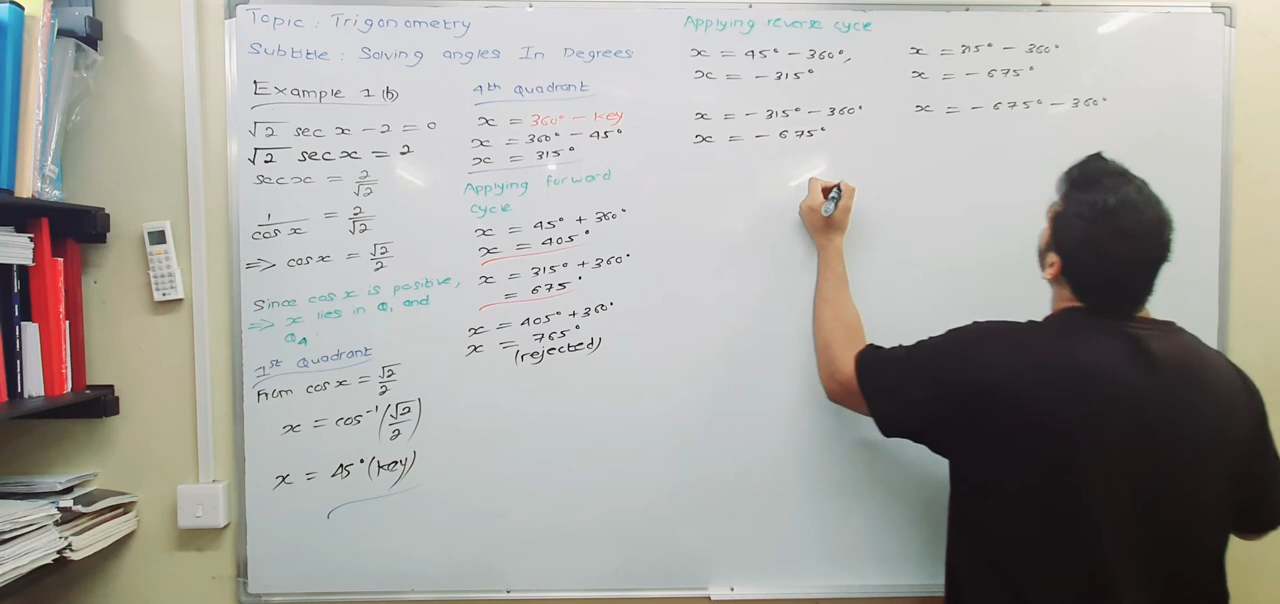 Topic : Trigonometry
Subtitle : Solving angles In Degrees
Example 1(b)
√2 sec x − 2 = 0
√2 sec x = 2
sec x = 2/√2
1/cos x = 2/√2
⇒ cos x = √2/2
Since cos x is positive,
⇒ x lies in Q1 and
Q4
1st Quadrant
From cos x = √2/2
x = cos⁻¹(√2/2)
x = 45° (key)
4th Quadrant
x = 360° − key
x = 360° − 45°
x = 315°
Applying forward
cycle
x = 45° + 360°
x = 405°
x = 315° + 360°
= 675°
x = 405° + 360°
x = 765°
(rejected)
Applying reverse cycle
x = 45° − 360°,
x = −315°
x = −315° − 360°
x = −675°
x = 315° − 360°
x = −675°
x = −675° − 360°